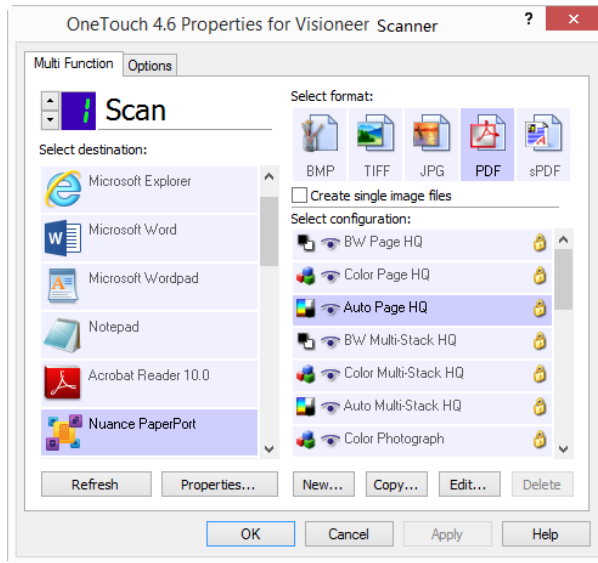 OneTouch 4.6 Properties for Visioneer Scanner
? ×
Multi Function Options
1 Scan
Select destination:
Microsoft Explorer
Microsoft Word
Microsoft Wordpad
Notepad
Acrobat Reader 10.0
Nuance PaperPort
Refresh Properties...
Select format:
BMP TIFF JPG PDF sPDF
Create single image files
Select configuration:
BW Page HQ
Color Page HQ
Auto Page HQ
BW Multi-Stack HQ
Color Multi-Stack HQ
Auto Multi-Stack HQ
Color Photograph
New... Copy... Edit... Delete
OK Cancel Apply Help